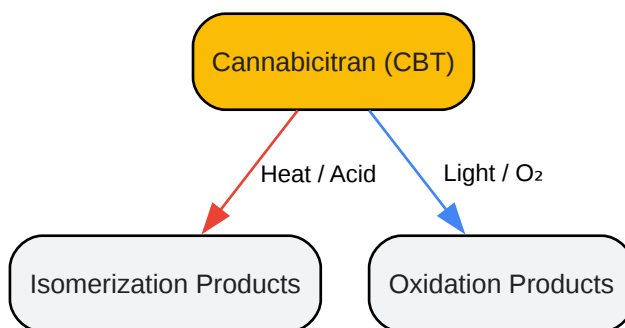 Cannabicitran (CBT)
Heat / Acid
Light / O₂
Isomerization Products
Oxidation Products